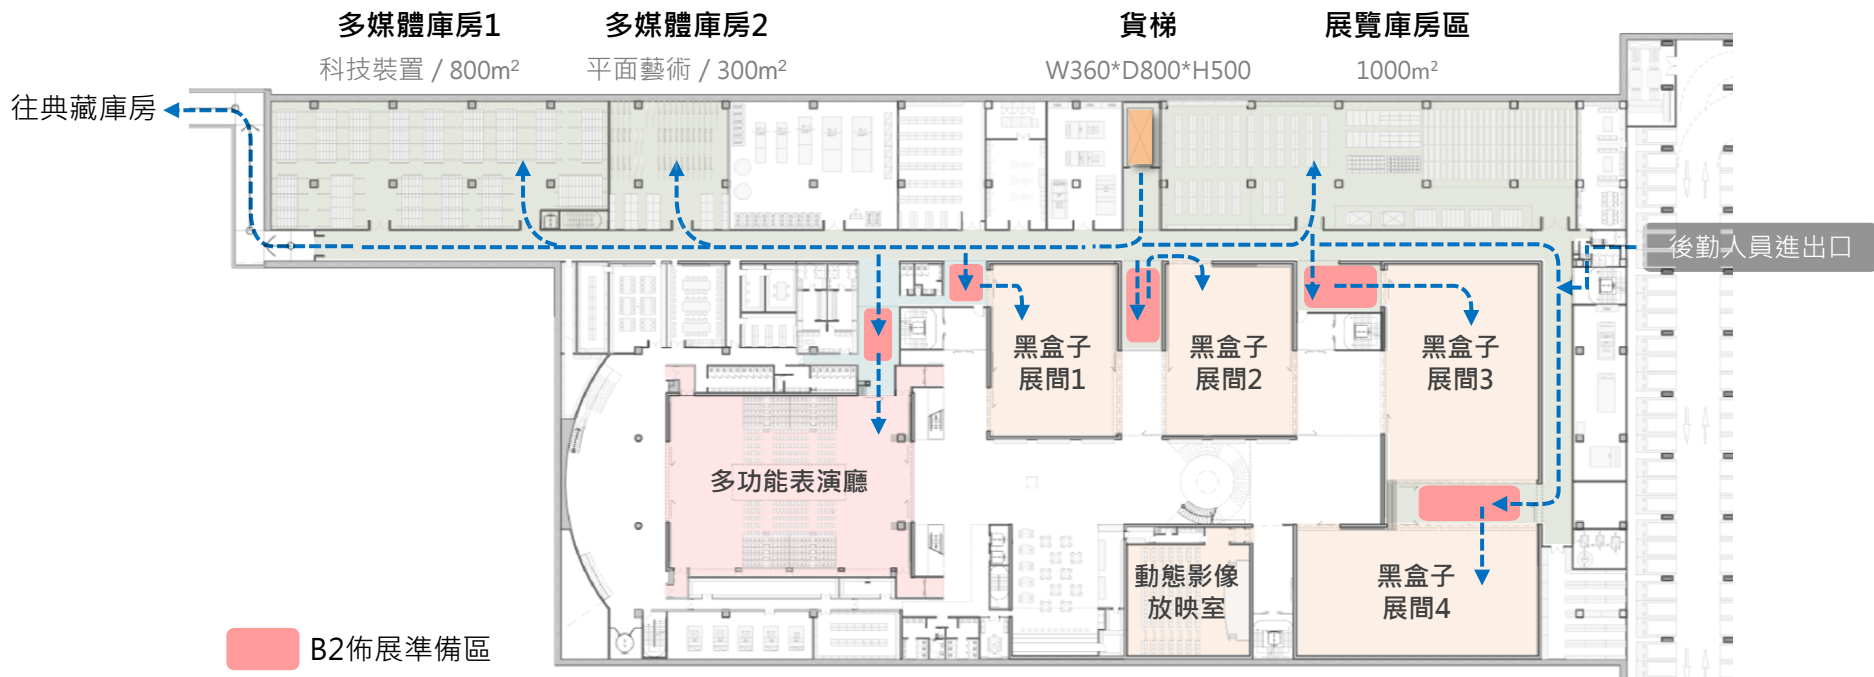 多媒體庫房1
多媒體庫房2
貨梯
展覽庫房區
科技裝置 / 800m²
平面藝術 / 300m²
W360*D800*H500
1000m²
往典藏庫房
後勤人員進出口
黑盒子
展間1
黑盒子
展間2
黑盒子
展間3
多功能表演廳
動態影像
放映室
黑盒子
展間4
B2佈展準備區